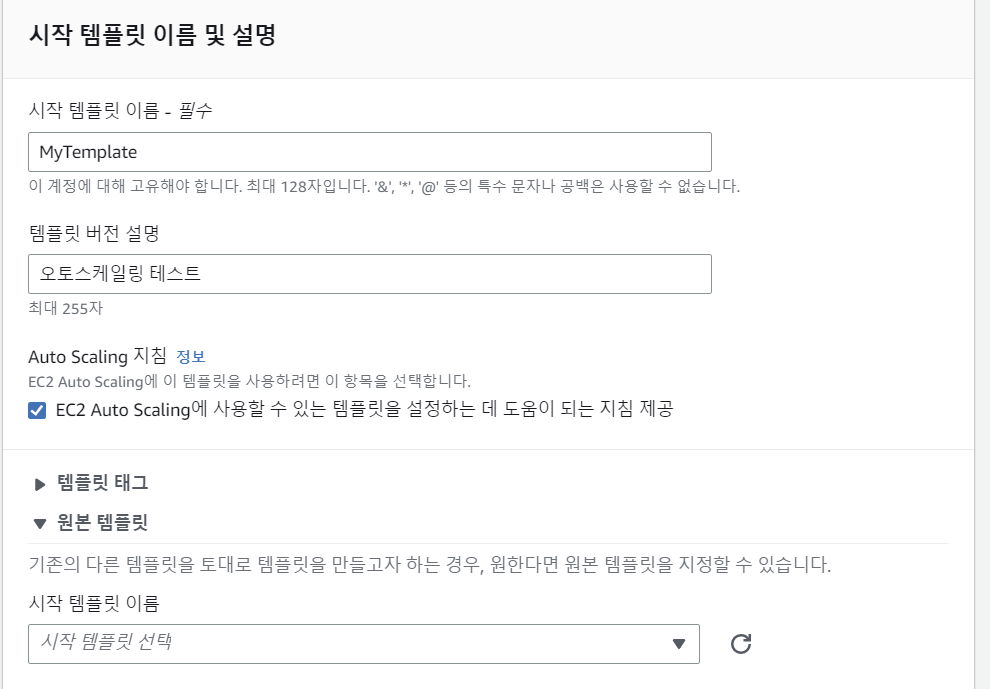 시작 템플릿 이름 및 설명
시작 템플릿 이름 - 필수
MyTemplate
이 계정에 대해 고유해야 합니다. 최대 128자입니다. '&', '*', '@' 등의 특수 문자나 공백은 사용할 수 없습니다.
템플릿 버전 설명
오토스케일링 테스트
최대 255자
Auto Scaling 지침 정보
EC2 Auto Scaling에 이 템플릿을 사용하려면 이 항목을 선택합니다.
EC2 Auto Scaling에 사용할 수 있는 템플릿을 설정하는 데 도움이 되는 지침 제공
템플릿 태그
원본 템플릿
기존의 다른 템플릿을 토대로 템플릿을 만들고자 하는 경우, 원한다면 원본 템플릿을 지정할 수 있습니다.
시작 템플릿 이름
시작 템플릿 선택